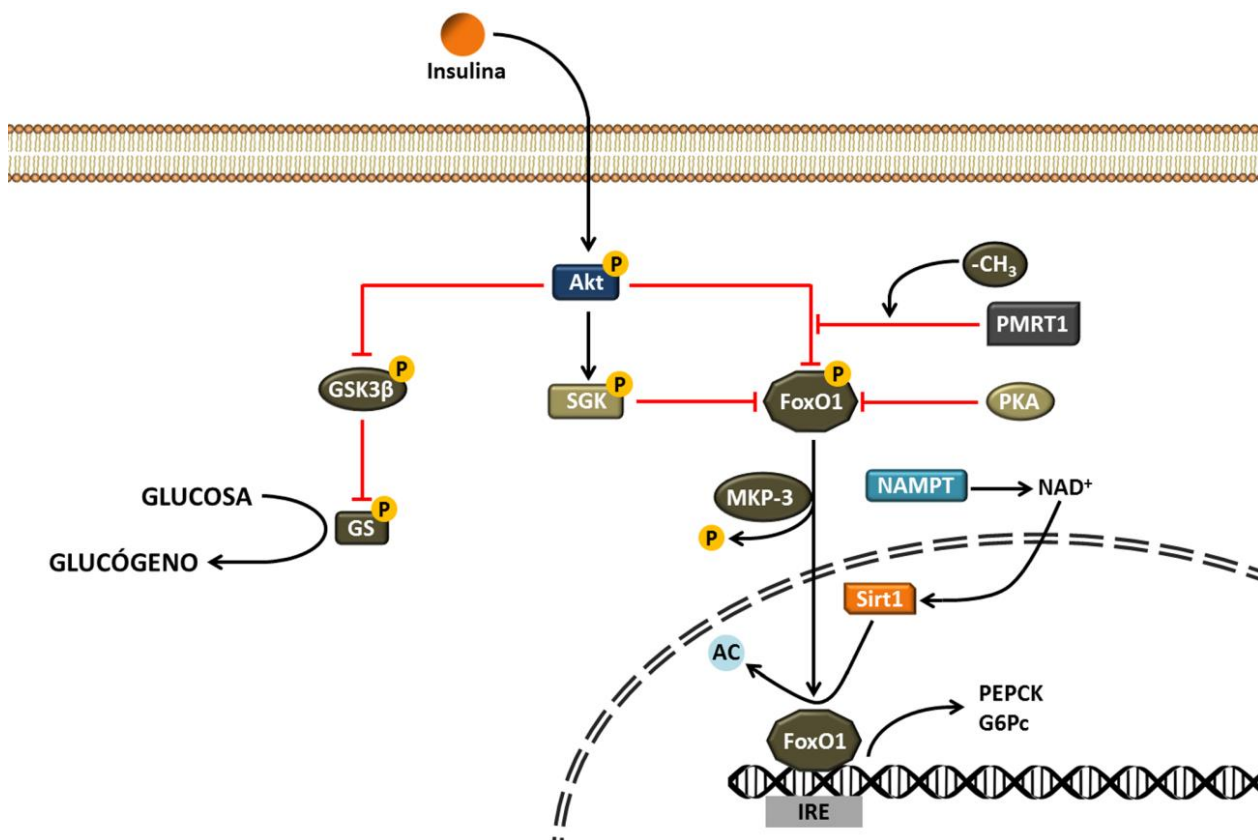 Insulina
P
Akt
-CH₃
PMRT1
P
GSK3β
P
SGK
P
FoxO1
PKA
GLUCOSA
P
GS
GLUCÓGENO
MKP-3
P
NAMPT
NAD⁺
Sirt1
AC
PEPCK
G6Pc
FoxO1
IRE